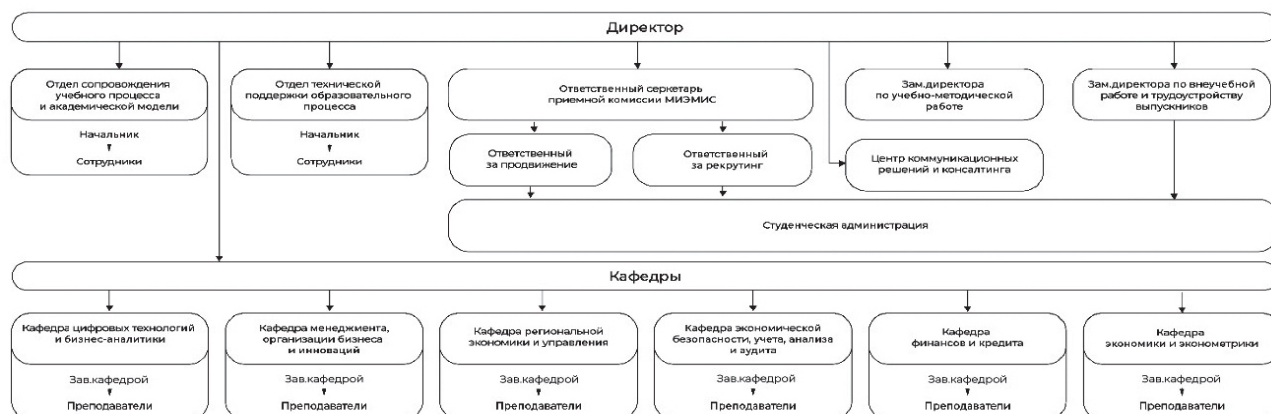 Директор
Отдел сопровождения
учебного процесса
и академической модели
Начальник
Сотрудники
Отдел технической
поддержки образовательного
процесса
Начальник
Сотрудники
Ответственный серкетарь
приемной комиссии МИЭМИС
Ответственный
за продвижение
Ответственный
за рекрутинг
Зам.директора
по учебно-методической
работе
Центр коммуникационных
решений и консалтинга
Зам.директора по внеучебной
работе и трудоустройству
выпускников
Студенческая администрация
Кафедры
Кафедра цифровых технологий
и бизнес-аналитики
Зав.кафедрой
Преподаватели
Кафедра менеджмента,
организации бизнеса
и инноваций
Зав.кафедрой
Преподаватели
Кафедра региональной
экономики и управления
Зав.кафедрой
Преподаватели
Кафедра экономической
безопасности, учета, анализа
и аудита
Зав.кафедрой
Преподаватели
Кафедра
финансов и кредита
Зав.кафедрой
Преподаватели
Кафедра
экономики и эконометрики
Зав.кафедрой
Преподаватели